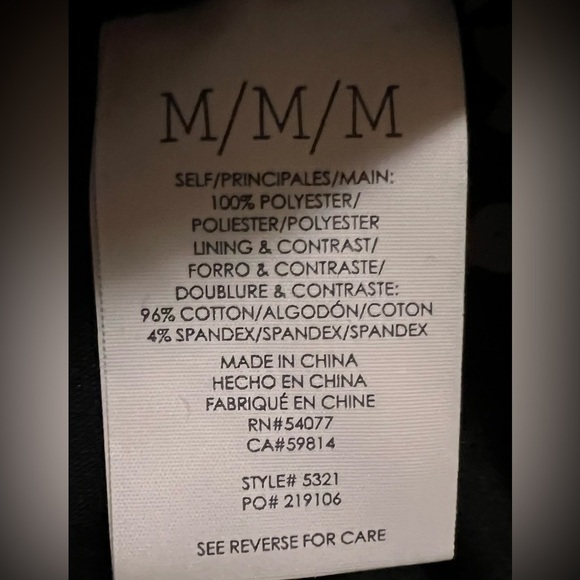 M/M/M
SELF/PRINCIPALES/MAIN:
100% POLYESTER/
POLIESTER/POLYESTER
LINING & CONTRAST/
FORRO & CONTRASTE/
DOUBLURE & CONTRASTE:
96% COTTON/ALGODÓN/COTON
4% SPANDEX/SPANDEX/SPANDEX
MADE IN CHINA
HECHO EN CHINA
FABRIQUÉ EN CHINE
RN#54077
CA#59814
STYLE# 5321
PO# 219106
SEE REVERSE FOR CARE